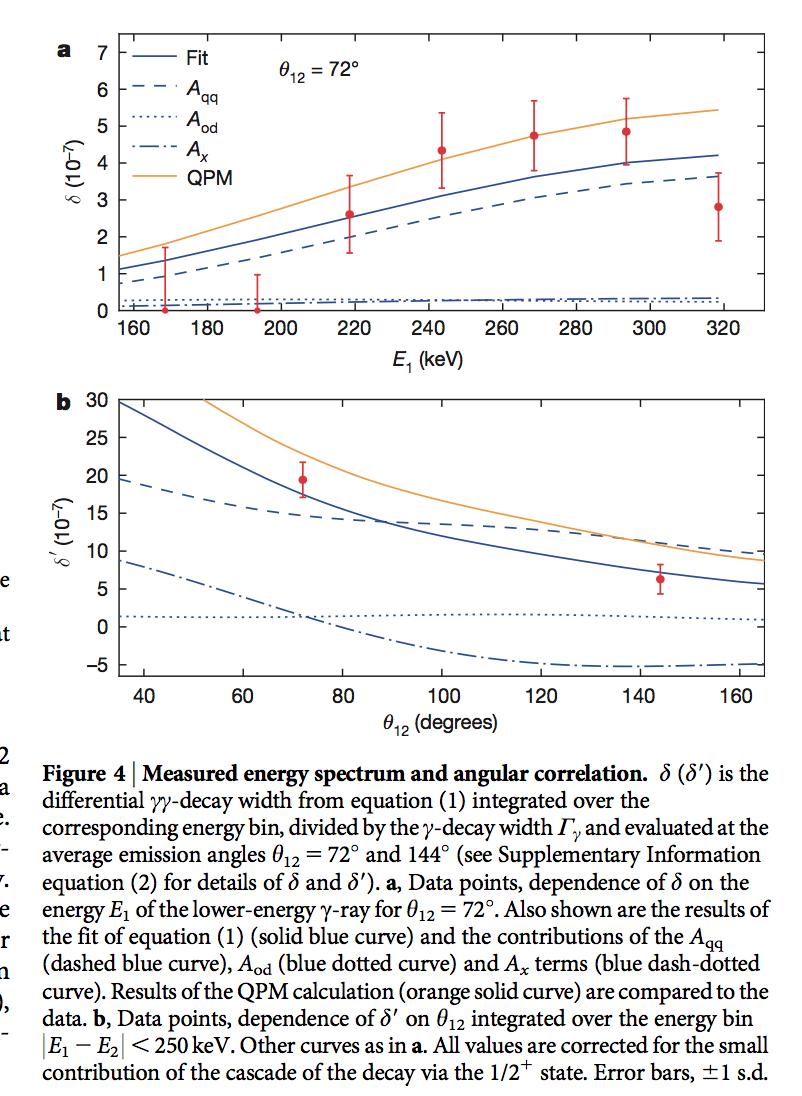 a
7
6
5
4
3
2
1
0
δ (10⁻⁷)
Fit
A_qq
A_od
A_x
QPM
θ₁₂ = 72°
160 180 200 220 240 260 280 300 320
E₁ (keV)
b
30
25
20
15
10
5
0
−5
δ′ (10⁻⁷)
40 60 80 100 120 140 160
θ₁₂ (degrees)
e
t
2
a
e.
-
y.
e
r
n
),
-
Figure 4 | Measured energy spectrum and angular correlation. δ (δ′) is the
differential γγ-decay width from equation (1) integrated over the
corresponding energy bin, divided by the γ-decay width Γ_γ and evaluated at the
average emission angles θ₁₂ = 72° and 144° (see Supplementary Information
equation (2) for details of δ and δ′). a, Data points, dependence of δ on the
energy E₁ of the lower-energy γ-ray for θ₁₂ = 72°. Also shown are the results of
the fit of equation (1) (solid blue curve) and the contributions of the A_qq
(dashed blue curve), A_od (blue dotted curve) and A_x terms (blue dash-dotted
curve). Results of the QPM calculation (orange solid curve) are compared to the
data. b, Data points, dependence of δ′ on θ₁₂ integrated over the energy bin
|E₁ − E₂| < 250 keV. Other curves as in a. All values are corrected for the small
contribution of the cascade of the decay via the 1/2⁺ state. Error bars, ±1 s.d.